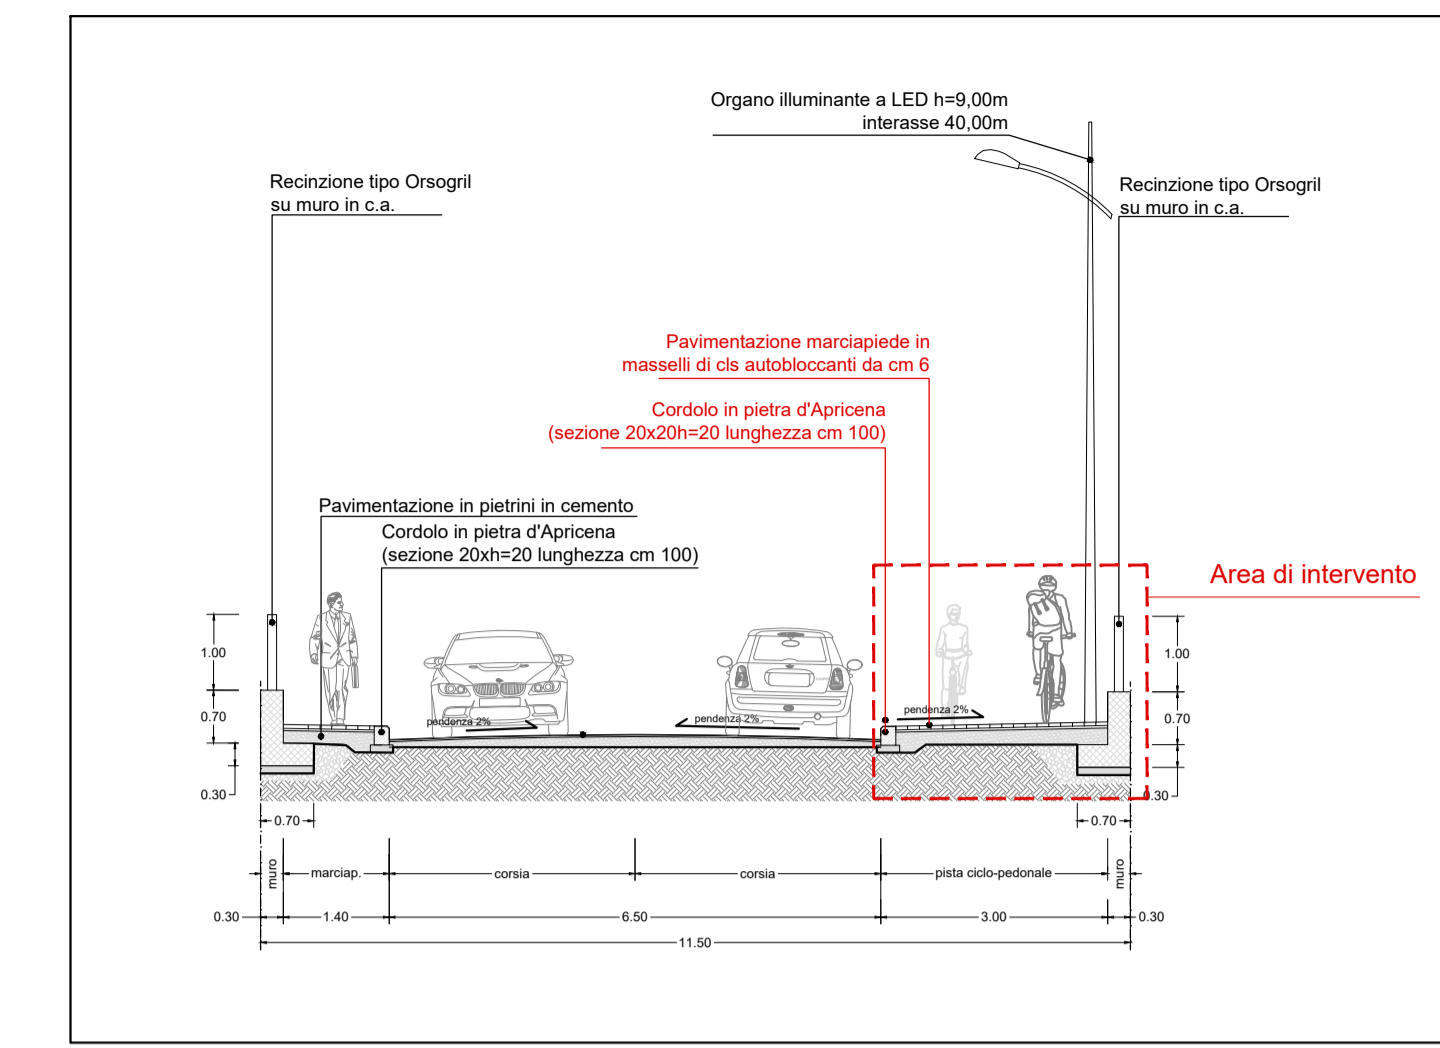 Organo illuminante a LED h=9,00m
interasse 40,00m
Recinzione tipo Orsogril
su muro in c.a.
Recinzione tipo Orsogril
su muro in c.a.
Pavimentazione marciapiede in
masselli di cls autobloccanti da cm 6
Cordolo in pietra d'Apricena
(sezione 20x20h=20 lunghezza cm 100)
Pavimentazione in pietrini in cemento
Cordolo in pietra d'Apricena
(sezione 20xh=20 lunghezza cm 100)
Area di intervento
1.00
0.70
0.30
1.00
0.70
0.30
pendenza 2%
pendenza 2%
pendenza 2%
0.70
0.70
muro
marciap.
corsia
corsia
pista ciclo-pedonale
muro
0.30
1.40
6.50
3.00
0.30
11.50